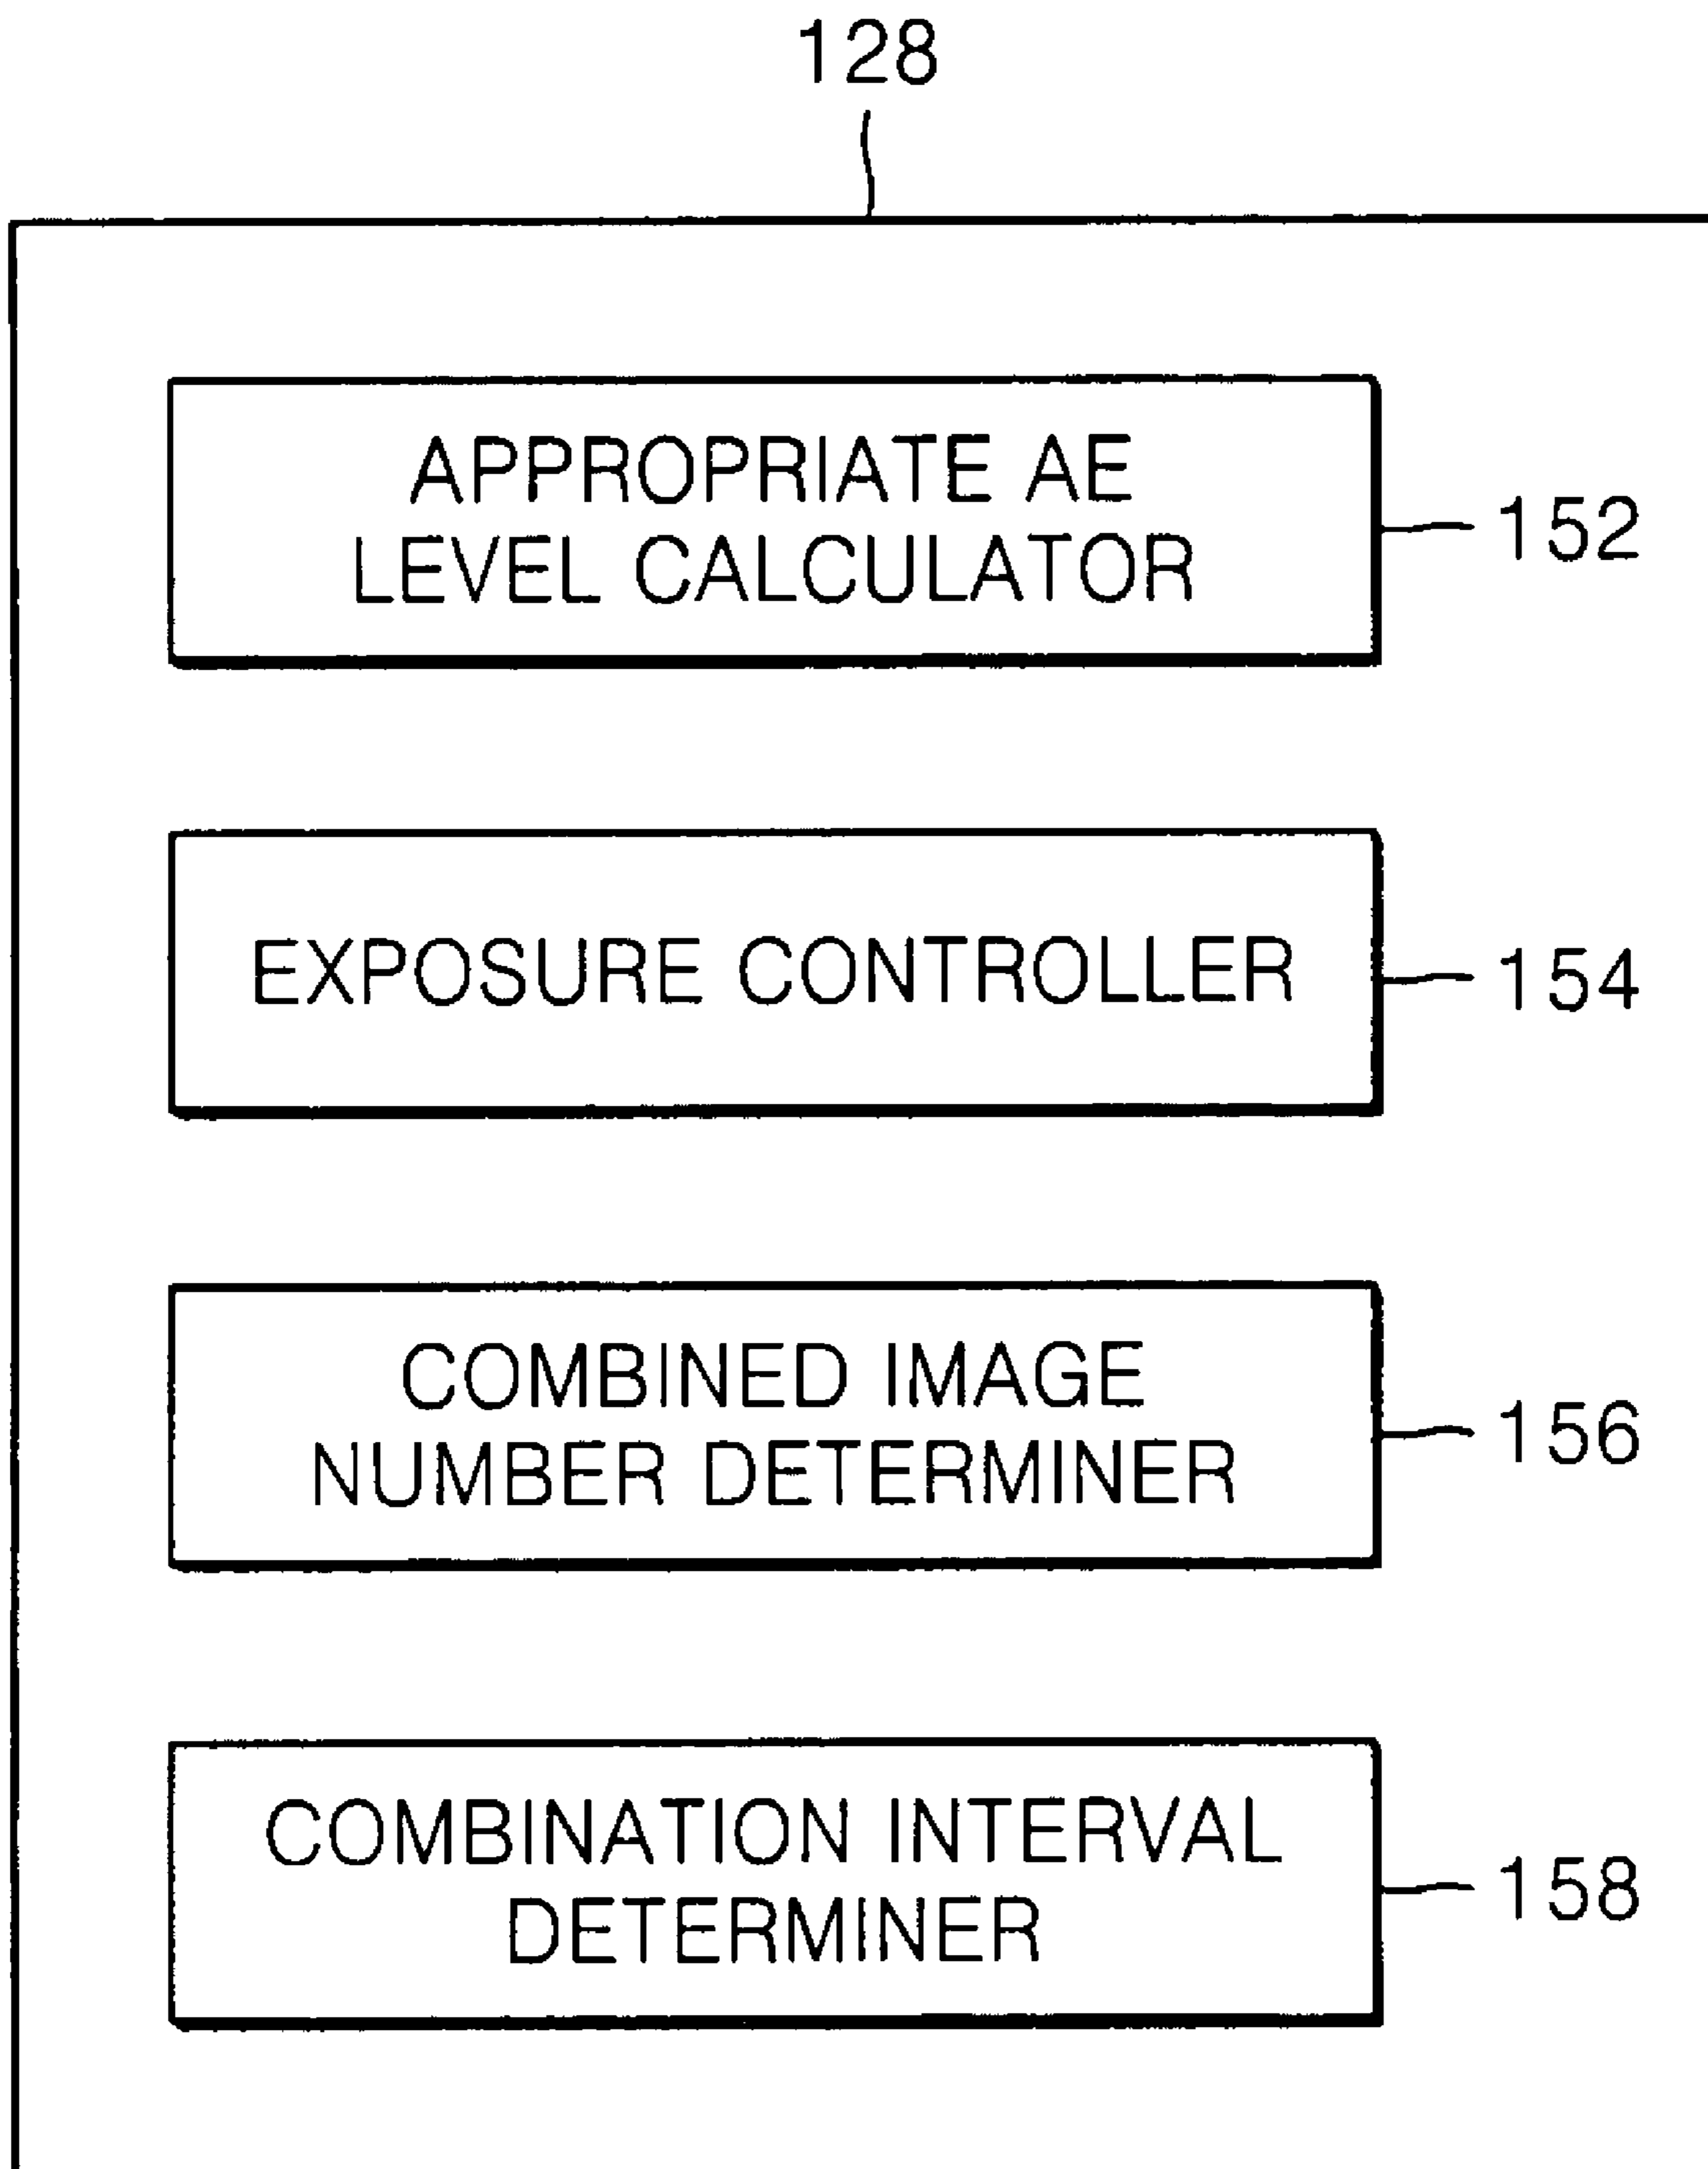 128
APPROPRIATE AE
LEVEL CALCULATOR
152
EXPOSURE CONTROLLER
154
COMBINED IMAGE
NUMBER DETERMINER
156
COMBINATION INTERVAL
DETERMINER
158